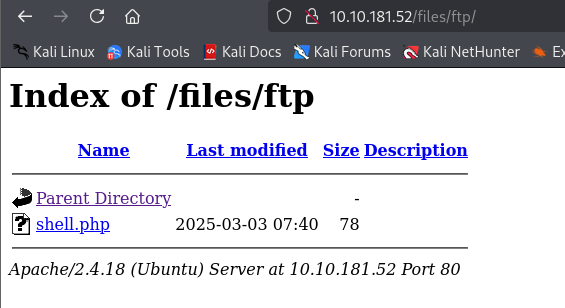 10.10.181.52/files/ftp/
Kali Linux Kali Tools Kali Docs Kali Forums Kali NetHunter Ex
Index of /files/ftp
Name Last modified Size Description
Parent Directory -
shell.php 2025-03-03 07:40 78
Apache/2.4.18 (Ubuntu) Server at 10.10.181.52 Port 80